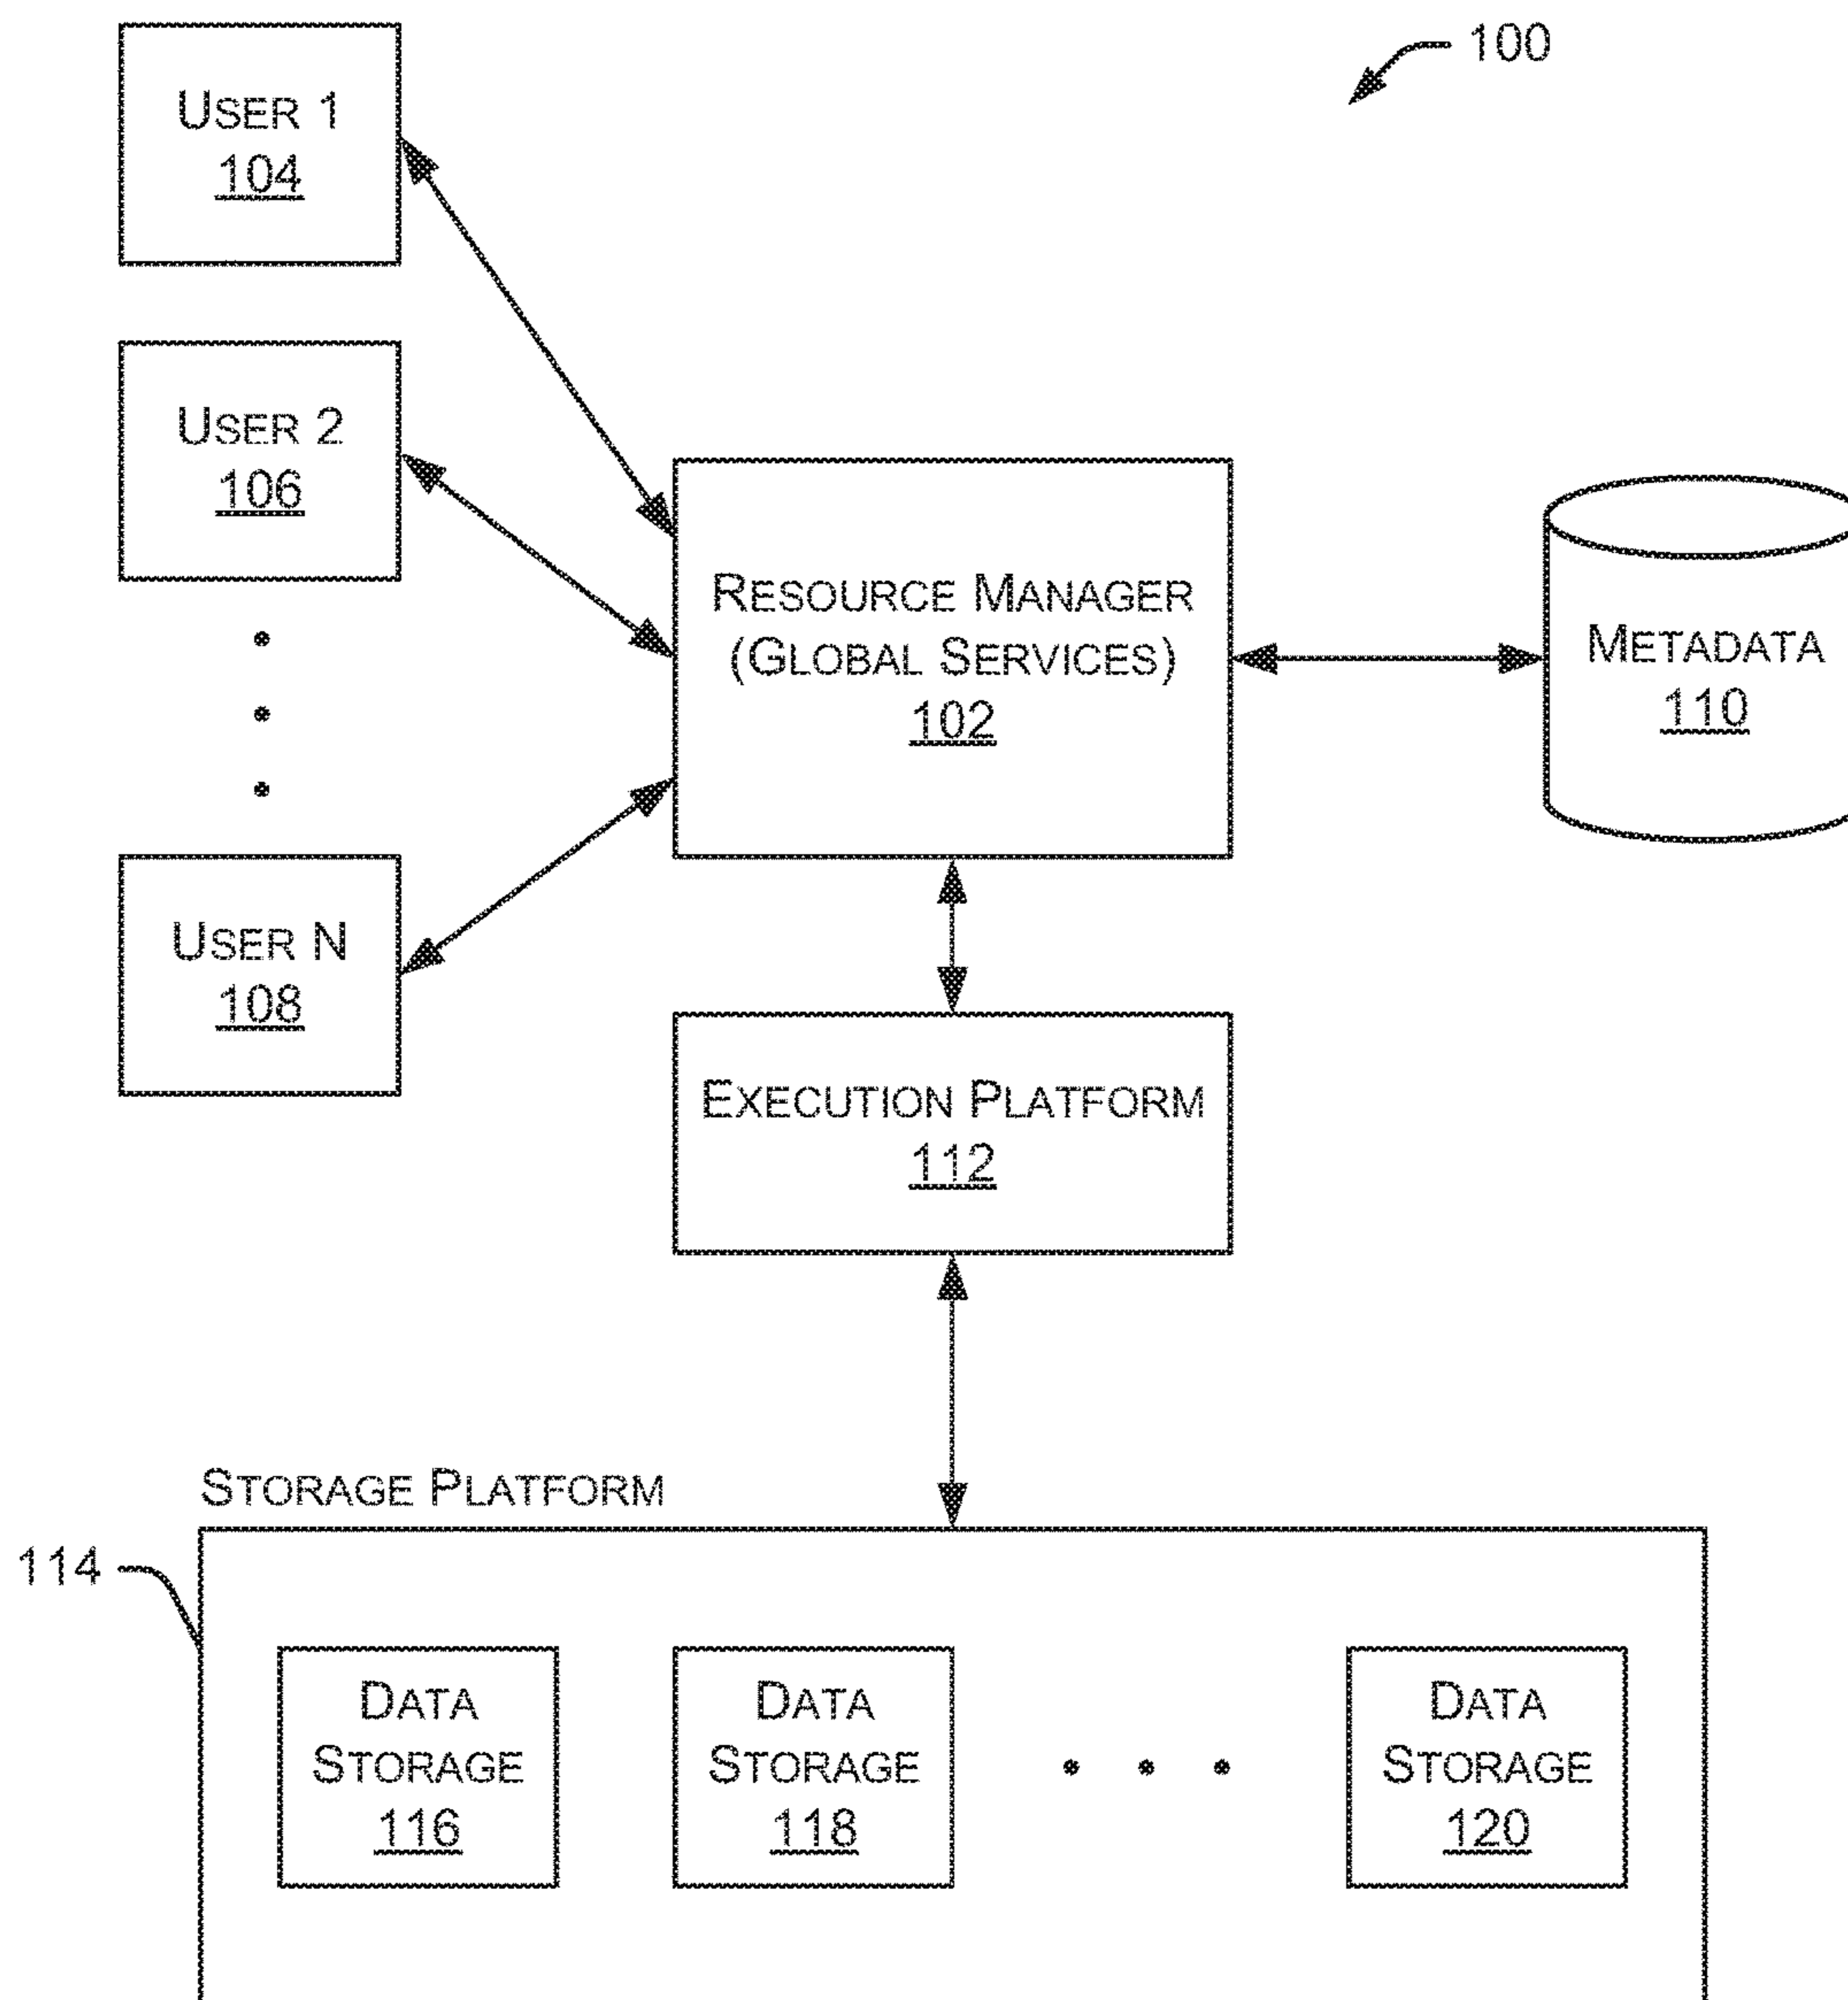 100
USER 1
104
USER 2
106
RESOURCE MANAGER
(GLOBAL SERVICES)
102
METADATA
110
USER N
108
EXECUTION PLATFORM
112
STORAGE PLATFORM
114
DATA
STORAGE
116
DATA
STORAGE
118
DATA
STORAGE
120